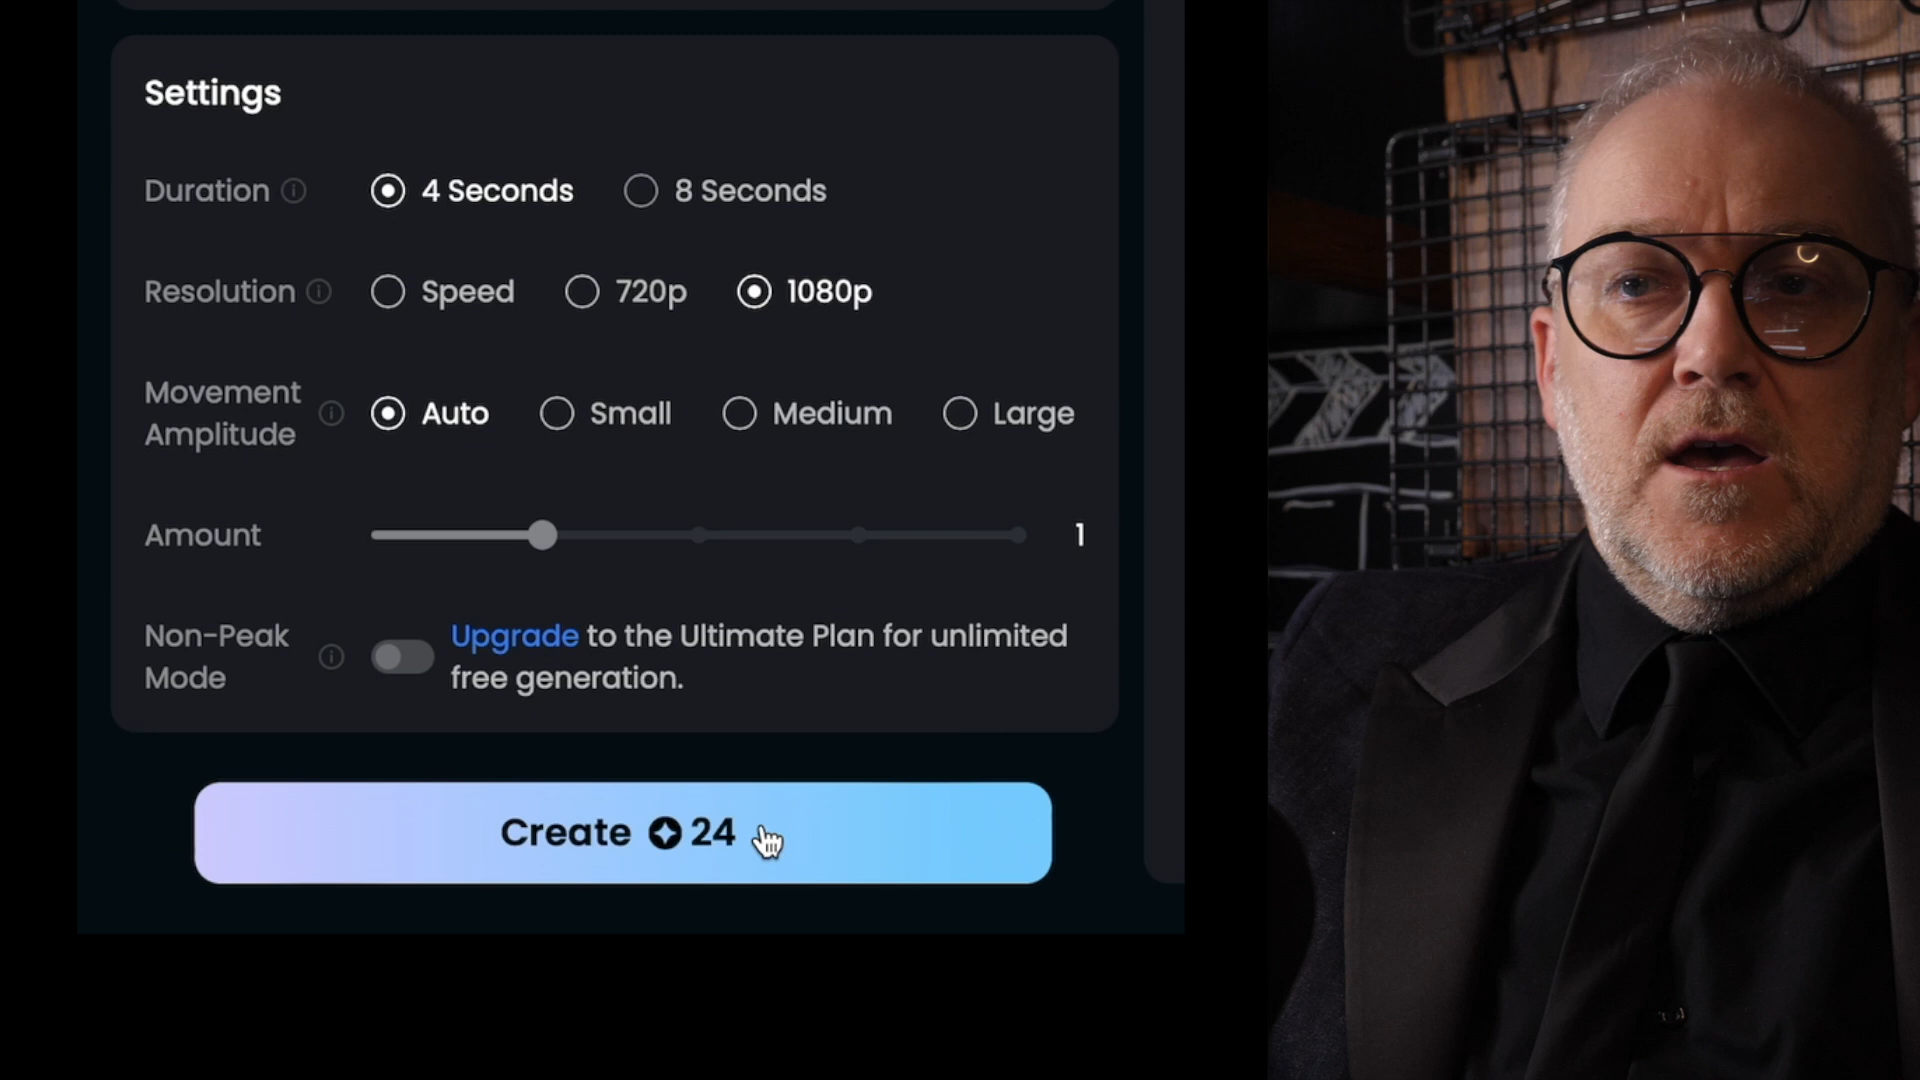 Settings
Duration 4 Seconds 8 Seconds
Resolution Speed 720p 1080p
Movement Amplitude Auto Small Medium Large
Amount 1
Non-Peak Mode Upgrade to the Ultimate Plan for unlimited
free generation.
Create 24